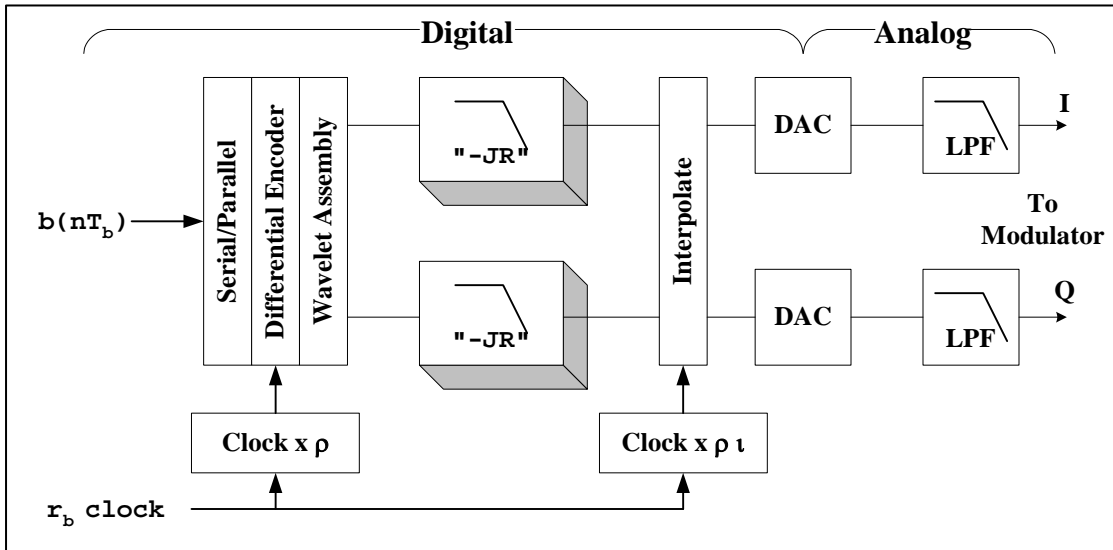 Digital
Analog
Serial/Parallel
Differential Encoder
Wavelet Assembly
"-JR"
Interpolate
DAC
LPF
I
b(nT_b)
To
Modulator
"-JR"
DAC
LPF
Q
Clock x ρ
Clock x ρ ι
r_b clock